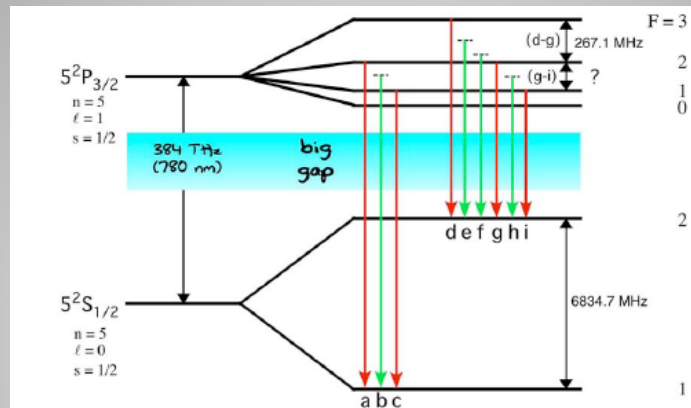 F = 3
(d-g)
267.1 MHz
5²P3/2
2
(g-i)
?
n = 5
1
ℓ = 1
0
s = 1/2
384 THz
(780 nm)
big
gap
d e f g h i
2
5²S1/2
6834.7 MHz
n = 5
ℓ = 0
s = 1/2
1
a b c